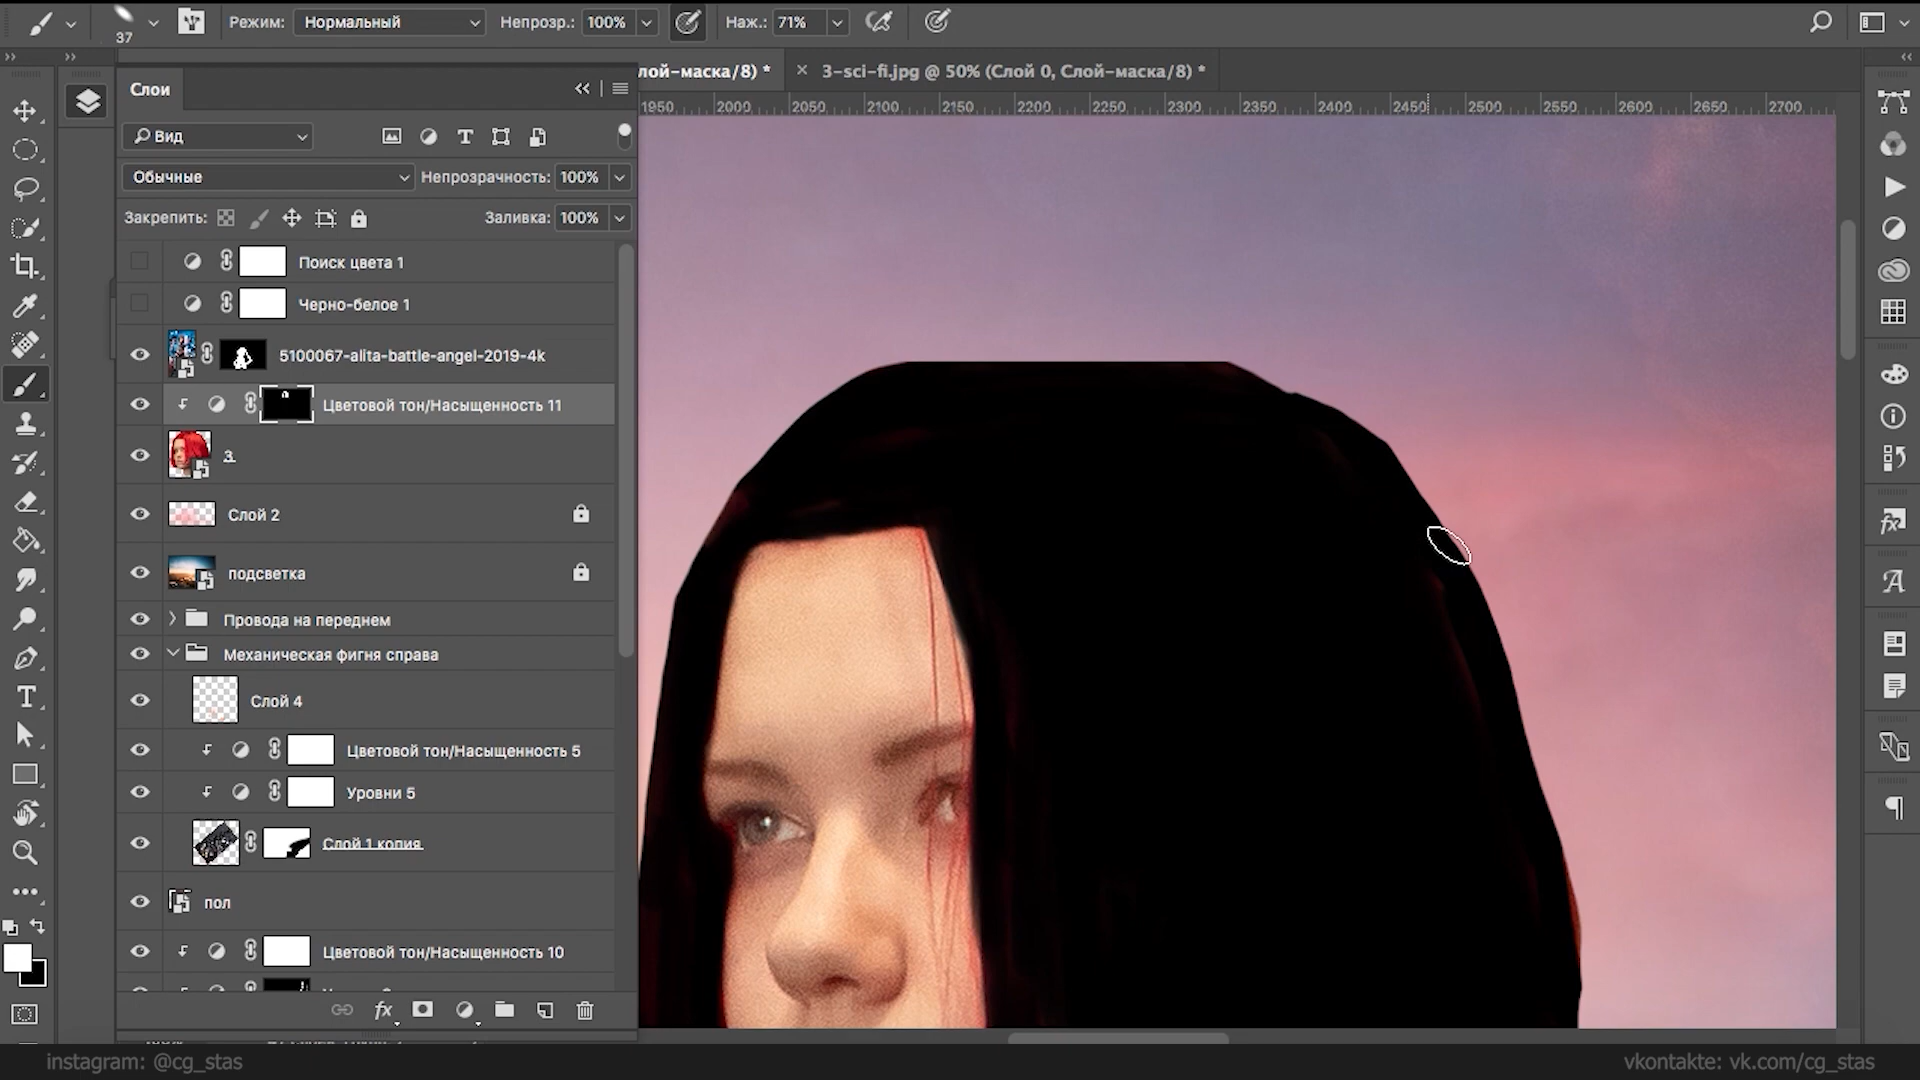 37
Режим:
Нормальный
Непрозр.:
100%
Наж.:
71%
Слои
лой-маска/8) *
× 3-sci-fi.jpg @ 50% (Слой 0, Слой-маска/8) *
1950 2000 2050 2100 2150 2200 2250 2300 2350 2400 2450 2500 2550 2600 2650 2700
Вид
Обычные
Непрозрачность: 100%
Закрепить:
Заливка: 100%
Поиск цвета 1
Черно-белое 1
5100067-alita-battle-angel-2019-4k
Цветовой тон/Насыщенность 11
3.
Слой 2
подсветка
Провода на переднем
Механическая фигня справа
Слой 4
Цветовой тон/Насыщенность 5
Уровни 5
Слой 1 копия
пол
Цветовой тон/Насыщенность 10
fx
instagram: @cg_stas
vkontakte: vk.com/cg_stas